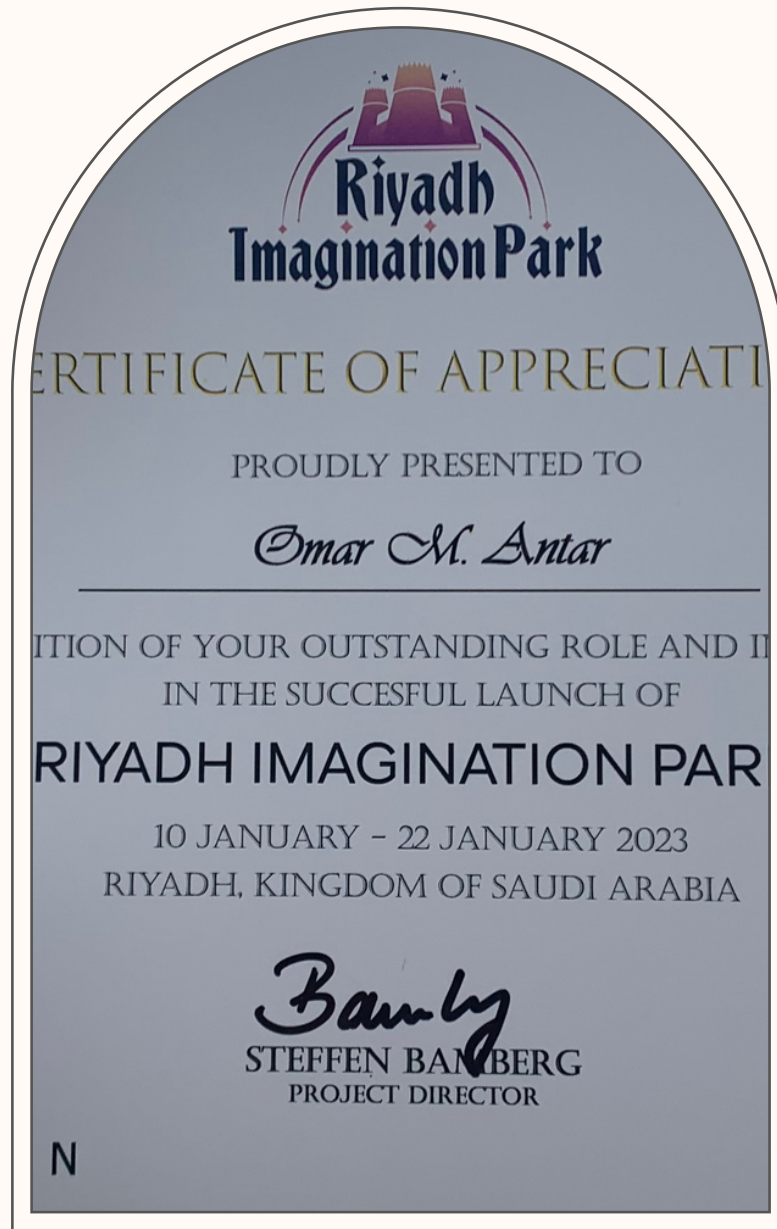 Riyadh
Imagination Park
ERTIFICATE OF APPRECIATI
PROUDLY PRESENTED TO
Omar M. Antar
ITION OF YOUR OUTSTANDING ROLE AND
IN THE SUCCESFUL LAUNCH OF
RIYADH IMAGINATION PAR
10 JANUARY – 22 JANUARY 2023
RIYADH, KINGDOM OF SAUDI ARABIA
STEFFEN BAMBERG
PROJECT DIRECTOR
N